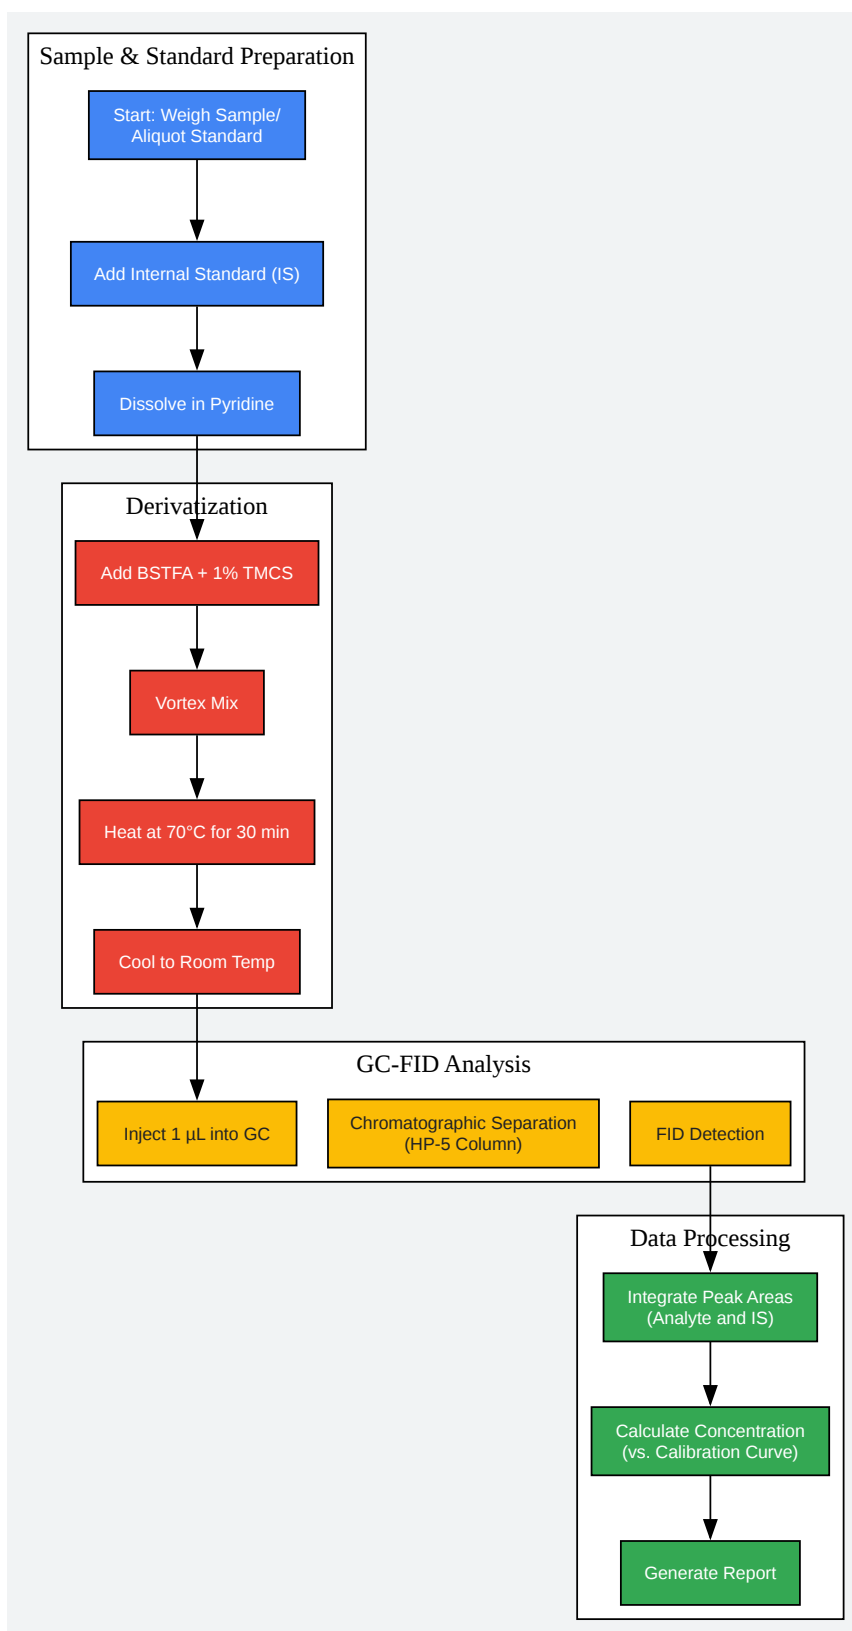 Sample & Standard Preparation
Start: Weigh Sample/
Aliquot Standard
Add Internal Standard (IS)
Dissolve in Pyridine
Derivatization
Add BSTFA + 1% TMCS
Vortex Mix
Heat at 70°C for 30 min
Cool to Room Temp
GC-FID Analysis
Inject 1 µL into GC
Chromatographic Separation
(HP-5 Column)
FID Detection
Data Processing
Integrate Peak Areas
(Analyte and IS)
Calculate Concentration
(vs. Calibration Curve)
Generate Report